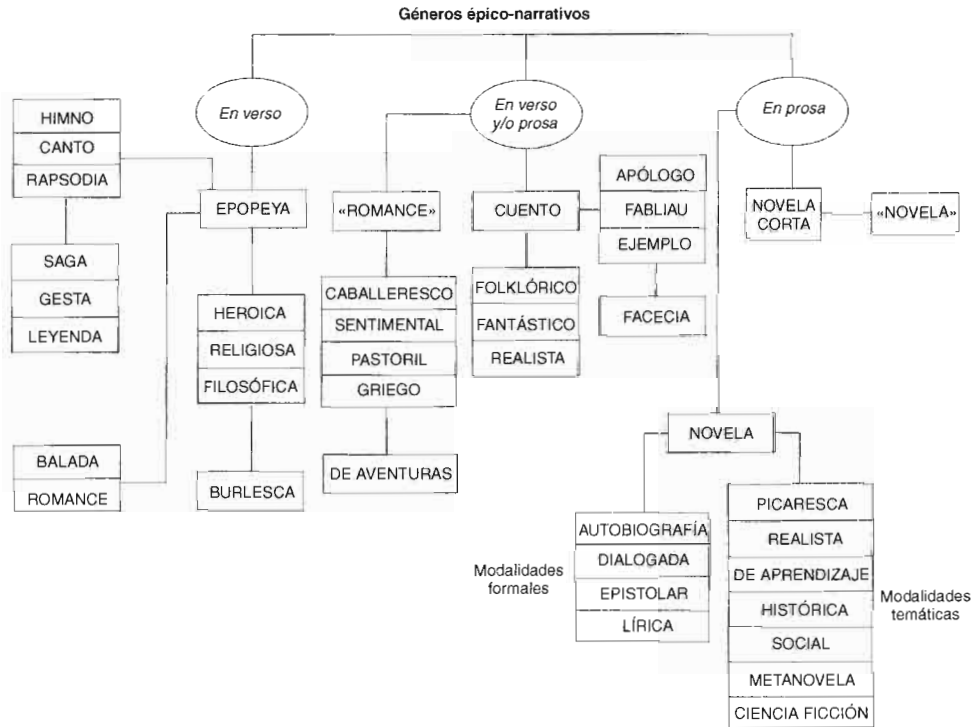 Géneros épico-narrativos
En verso
En verso
y/o prosa
En prosa
HIMNO
CANTO
RAPSODIA
SAGA
GESTA
LEYENDA
BALADA
ROMANCE
EPOPEYA
HEROICA
RELIGIOSA
FILOSÓFICA
BURLESCA
«ROMANCE»
CABALLERESCO
SENTIMENTAL
PASTORIL
GRIEGO
DE AVENTURAS
CUENTO
FOLKLÓRICO
FANTÁSTICO
REALISTA
APÓLOGO
FABLIAU
EJEMPLO
FACECIA
NOVELA
CORTA
«NOVELA»
NOVELA
Modalidades
formales
AUTOBIOGRAFÍA
DIALOGADA
EPISTOLAR
LÍRICA
PICARESCA
REALISTA
DE APRENDIZAJE
HISTÓRICA
SOCIAL
METANOVELA
CIENCIA FICCIÓN
Modalidades
temáticas